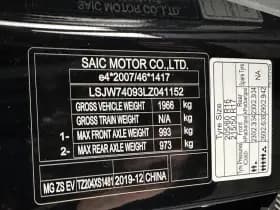 SAIC MOTOR CO.,LTD.
e4*2007/46*1417
LSJW74093LZ041152
GROSS VEHICLE WEIGHT 1966 kg
GROSS TRAIN WEIGHT N/A kg
1- MAX FRONT AXLE WEIGHT 993 kg
2- MAX REAR AXLE WEIGHT 973 kg
MG ZS EV/TZ204XS1481 2019-12 CHINA
Tyre Size